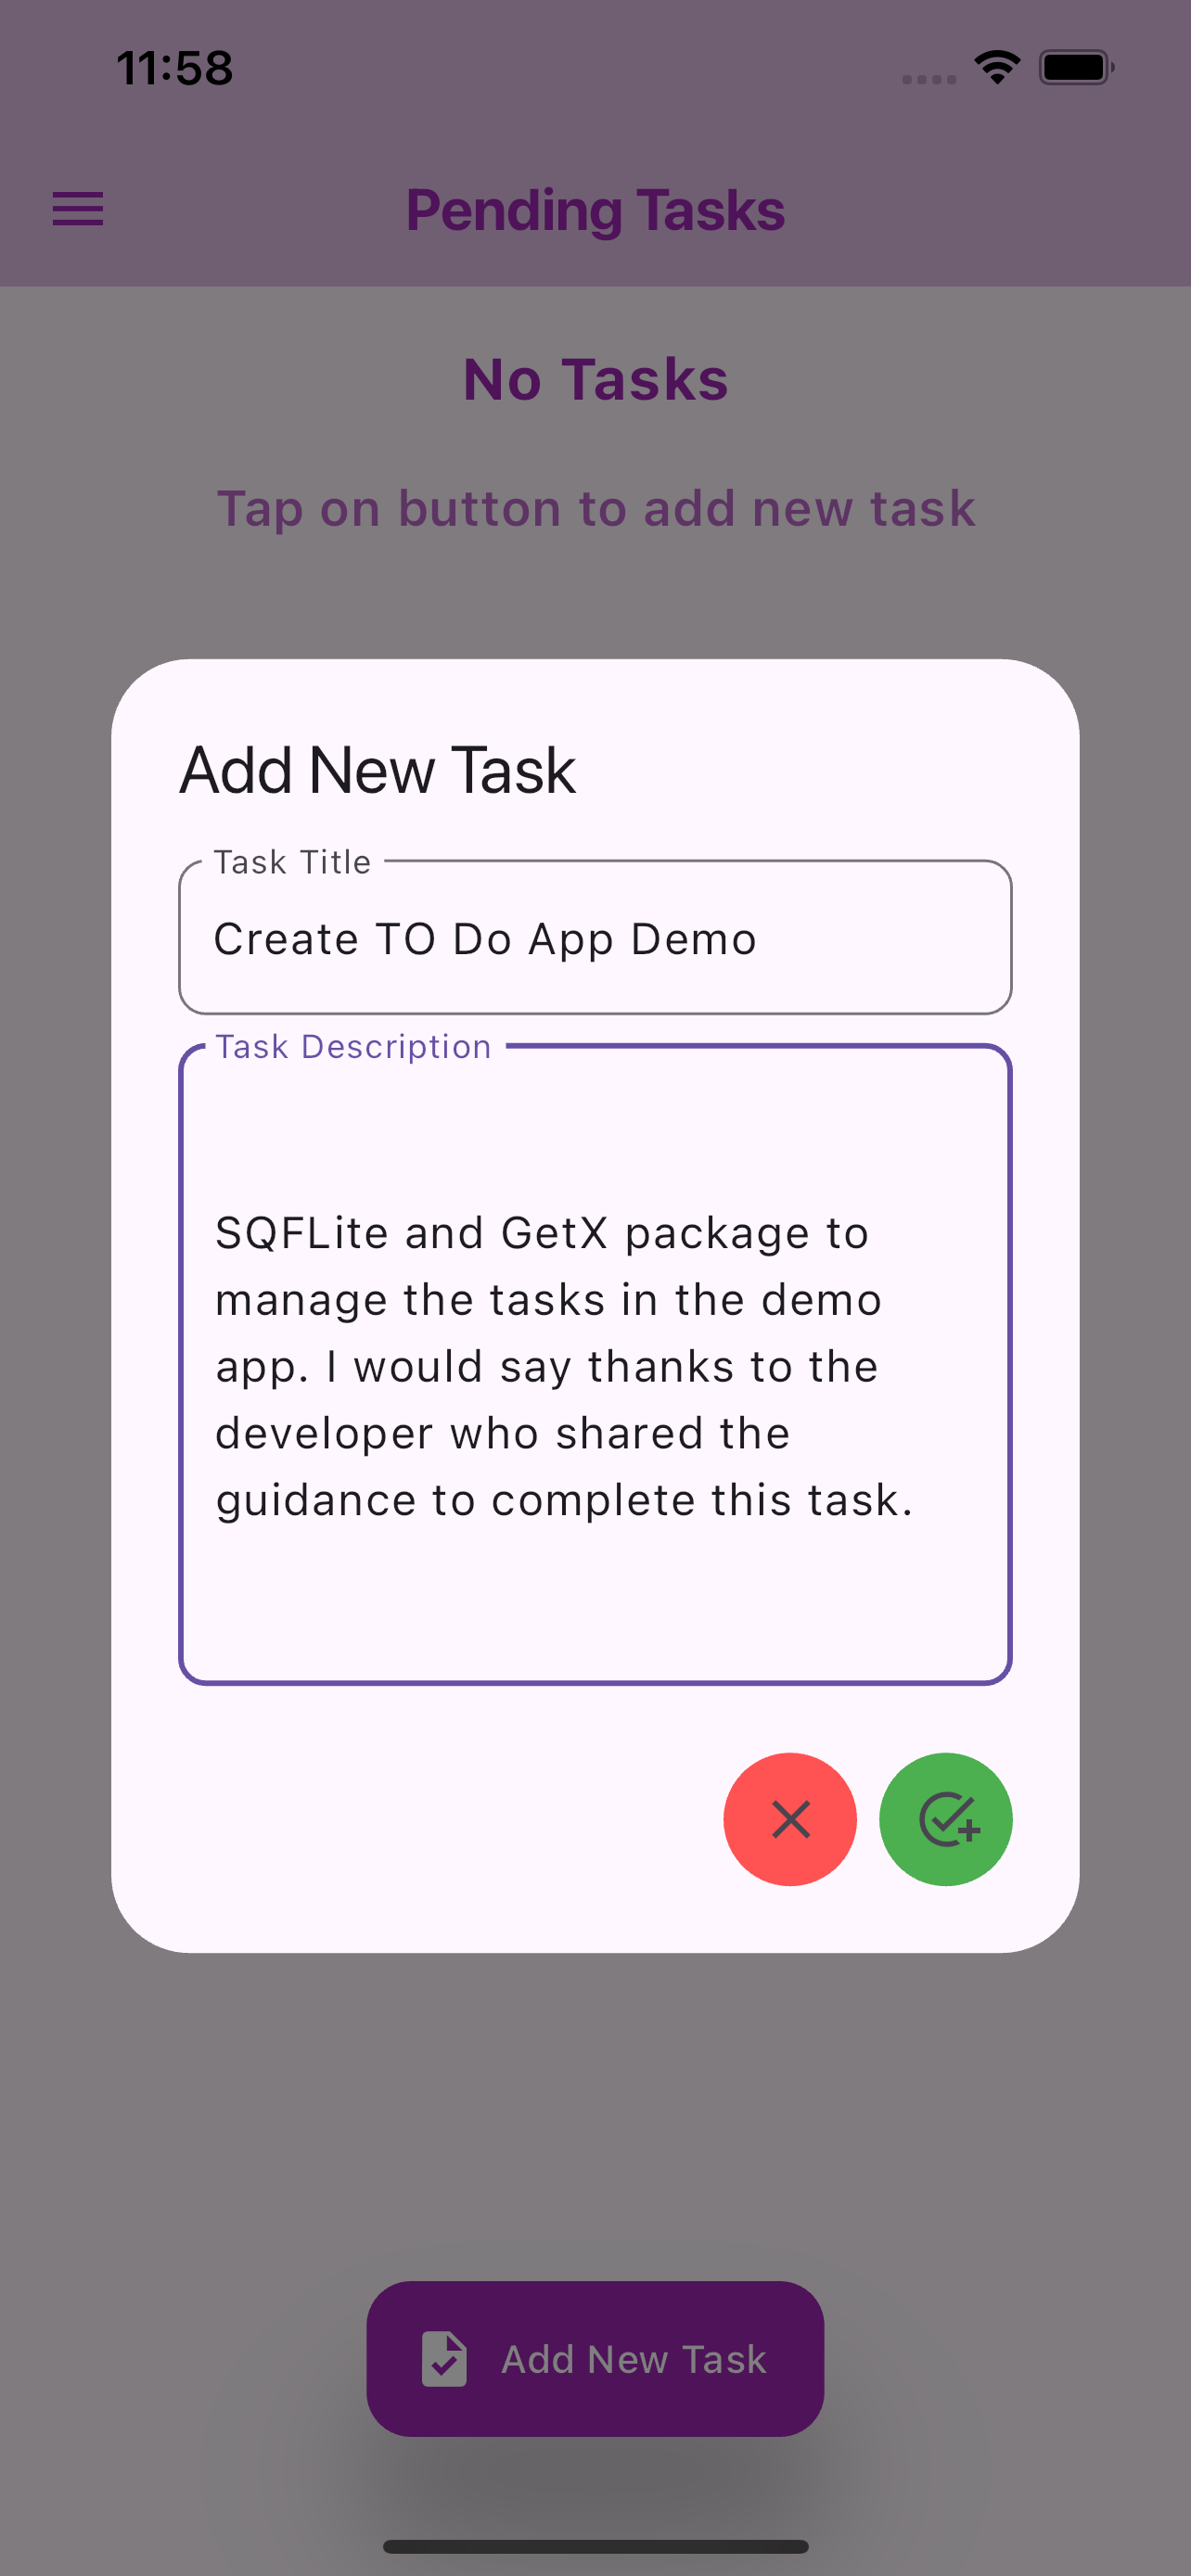 11:58
Pending Tasks
No Tasks
Tap on button to add new task
Add New Task
Task Title
Create TO Do App Demo
Task Description
SQFLite and GetX package to
manage the tasks in the demo
app. I would say thanks to the
developer who shared the
guidance to complete this task.
Add New Task